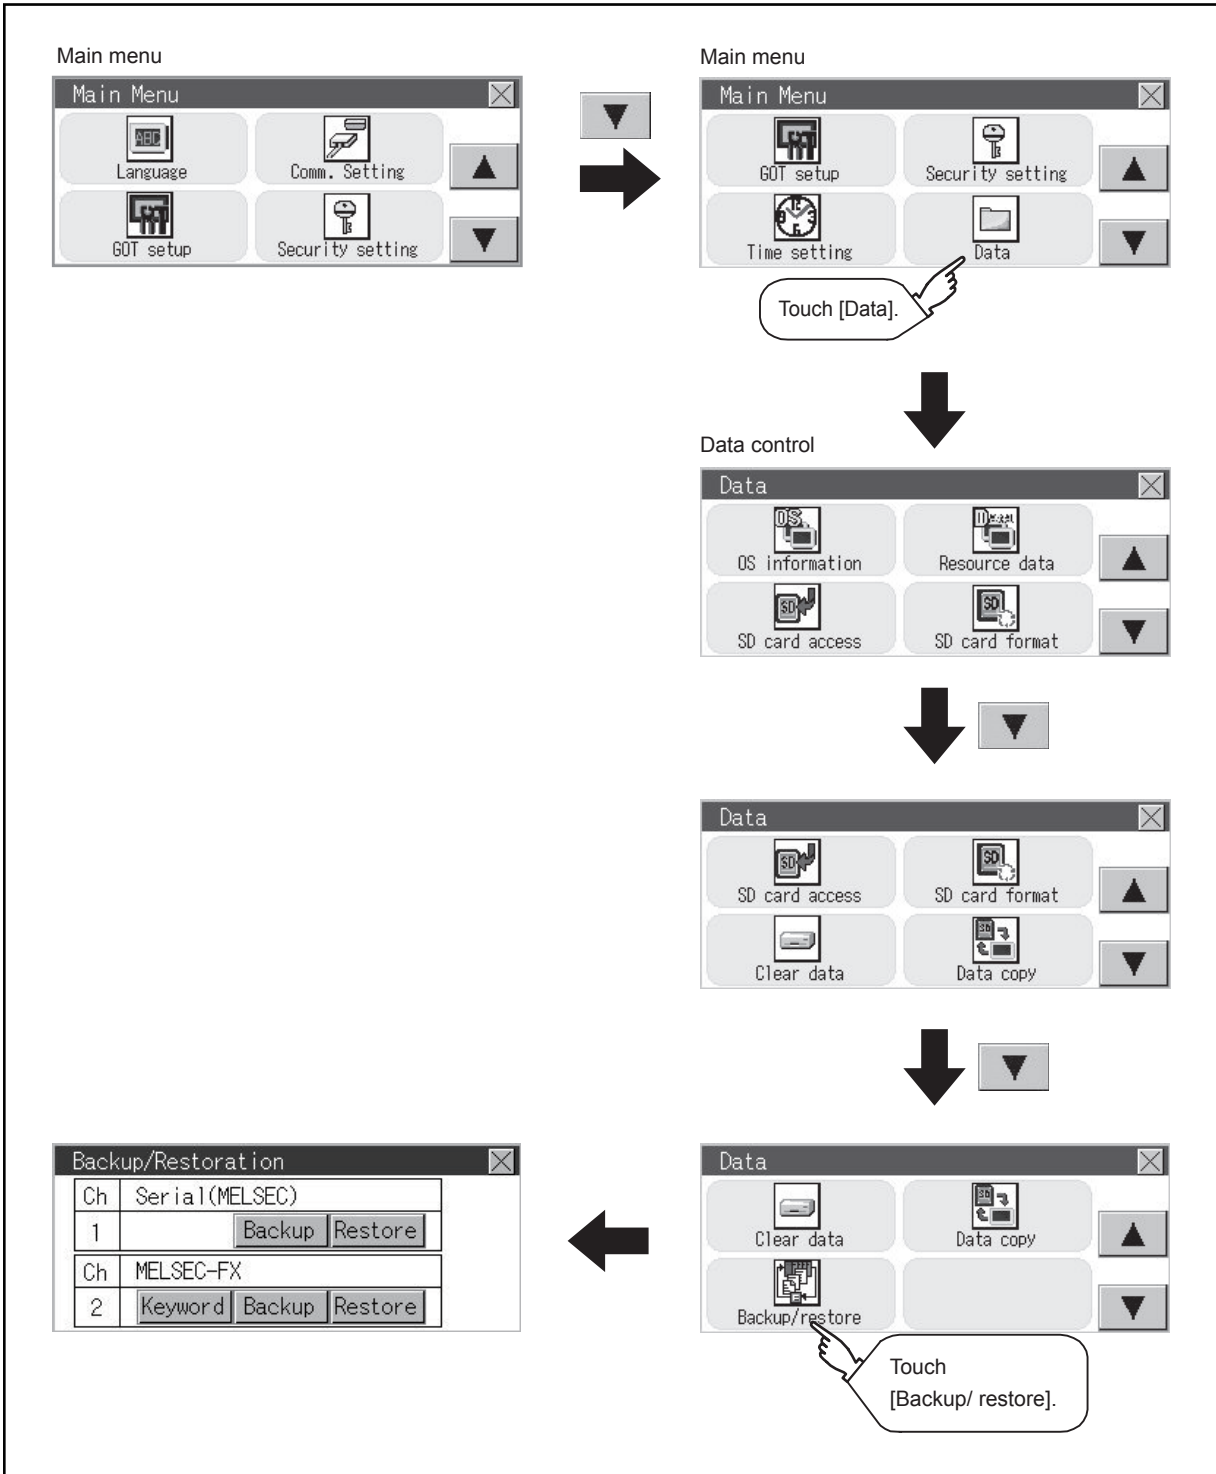 Main menu
Main Menu
Language
Comm. Setting
GOT setup
Security setting
Main menu
Main Menu
GOT setup
Security setting
Time setting
Data
Touch [Data].
Data control
Data
OS information
Resource data
SD card access
SD card format
Data
SD card access
SD card format
Clear data
Data copy
Data
Clear data
Data copy
Backup/restore
Touch
[Backup/ restore].
Backup/Restoration
Ch Serial(MELSEC)
1 Backup Restore
Ch MELSEC-FX
2 Keyword Backup Restore